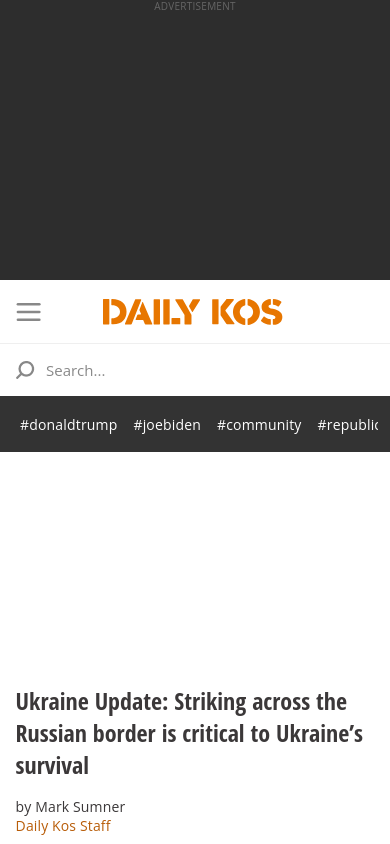 ADVERTISEMENT
DAILY KOS
Search...
#donaldtrump #joebiden #community #republic
Ukraine Update: Striking across the
Russian border is critical to Ukraine’s
survival
by Mark Sumner
Daily Kos Staff